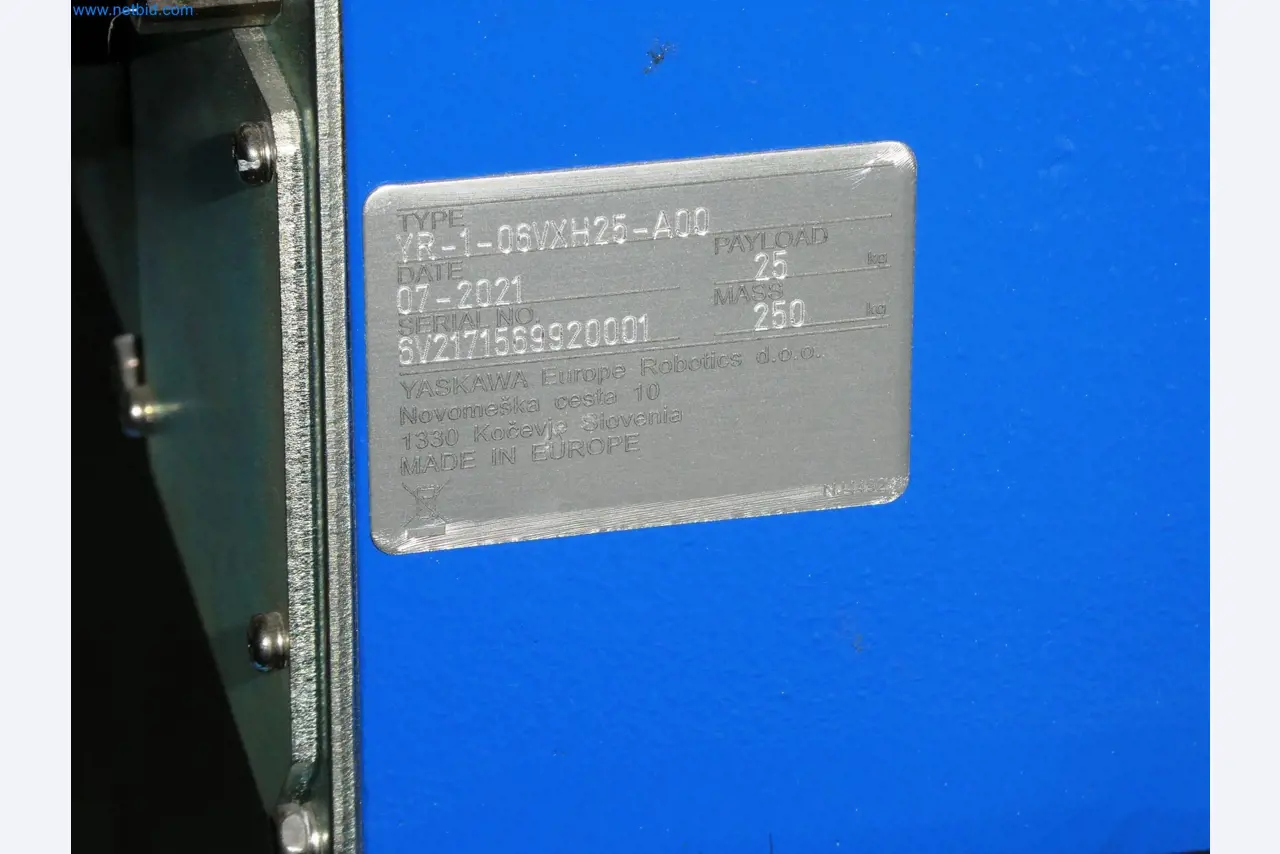 www.netbid.com
TYPE
YR-1-06VXH25-A00
DATE
07-2021
SERIAL NO.
SV2171569920001
PAYLOAD
25 kg
MASS
250 kg
YASKAWA Europe Robotics d.o.o.
Novomeška cesta 10
1330 Kočevje Slovenia
MADE IN EUROPE